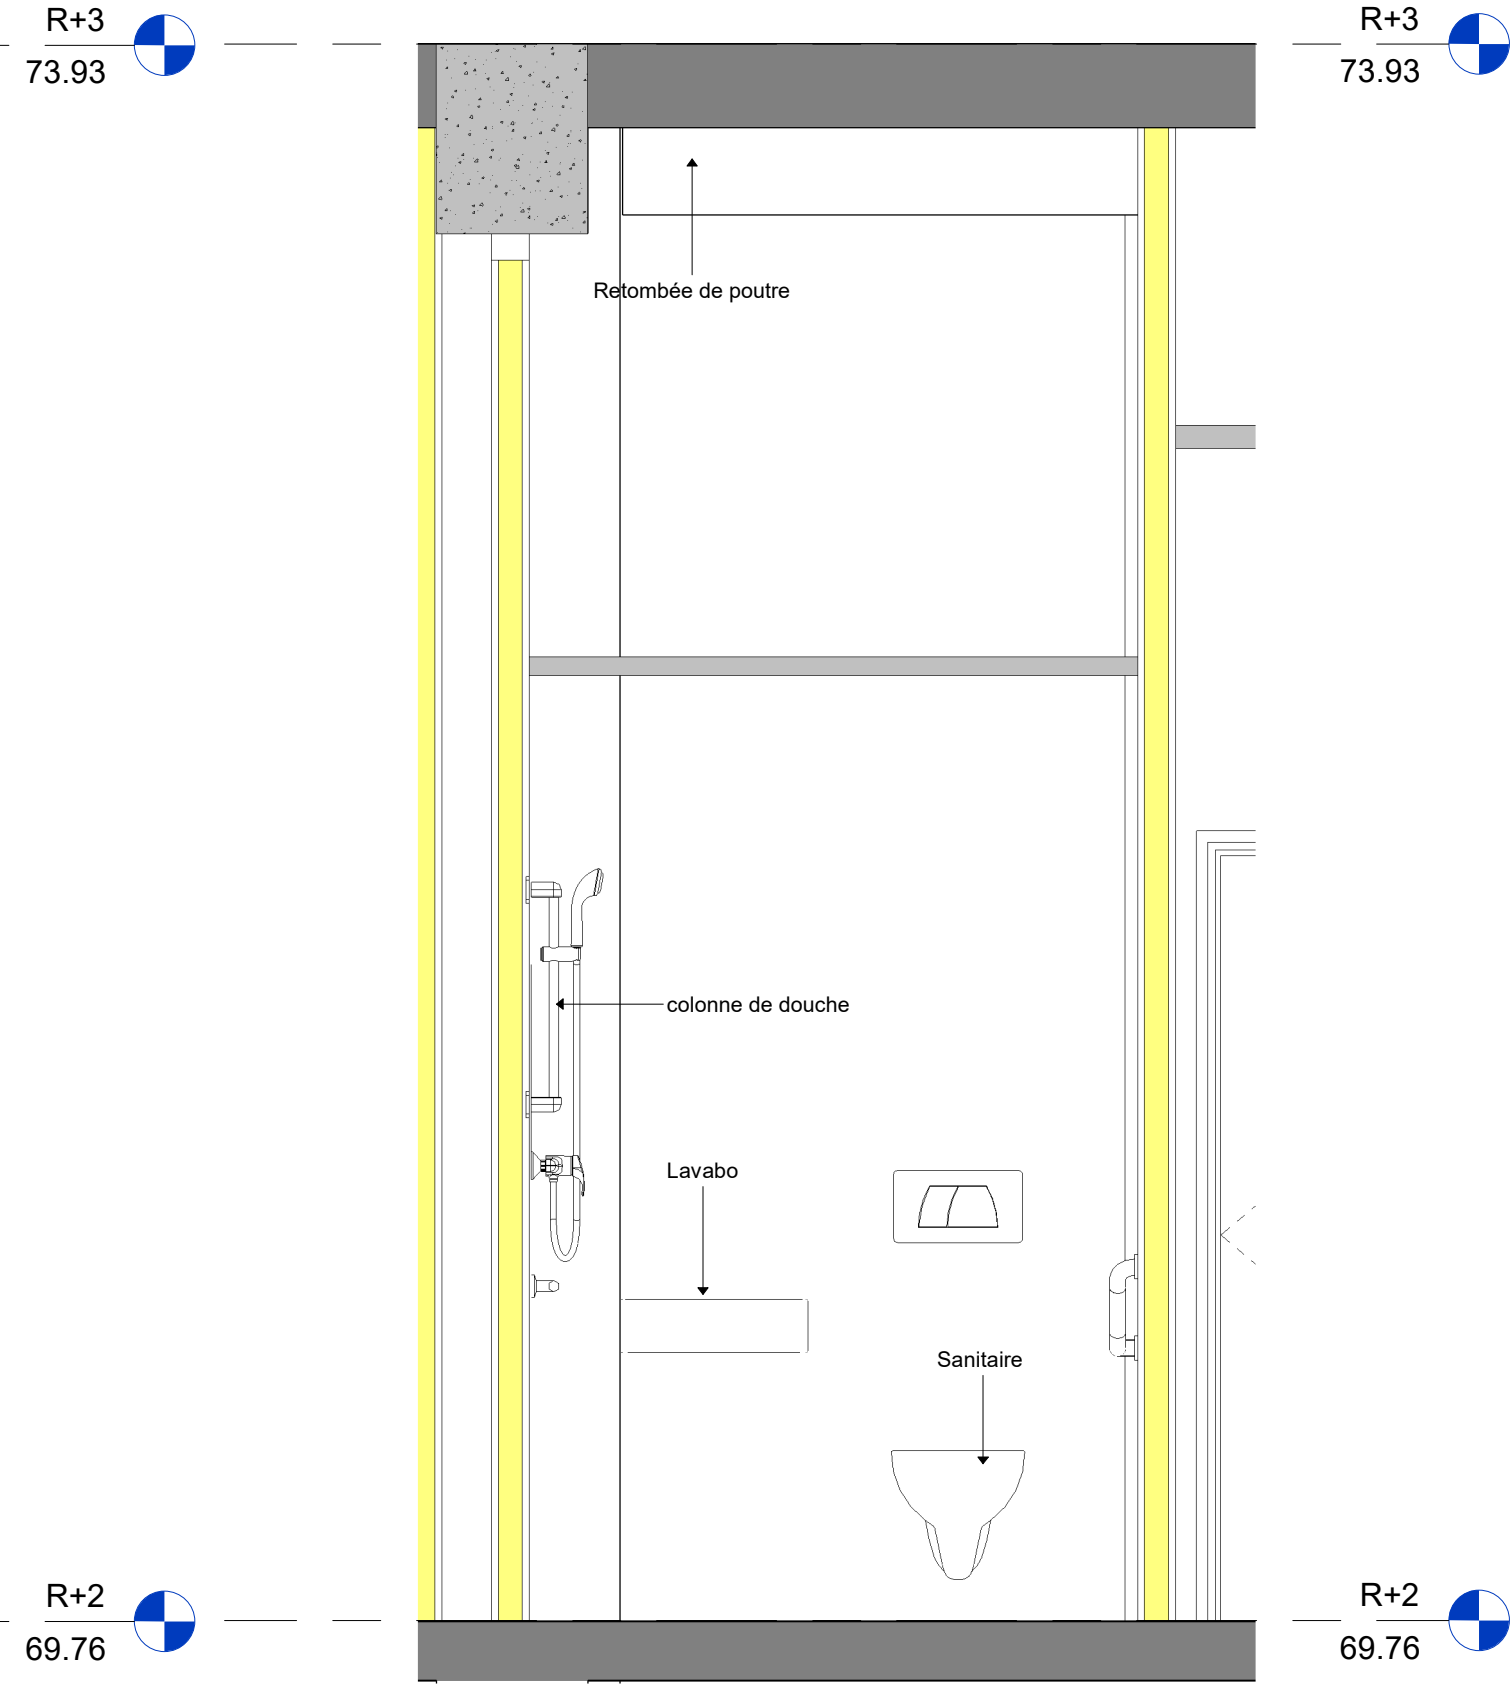 R+3
73.93
R+3
73.93
Retombée de poutre
colonne de douche
Lavabo
Sanitaire
R+2
69.76
R+2
69.76